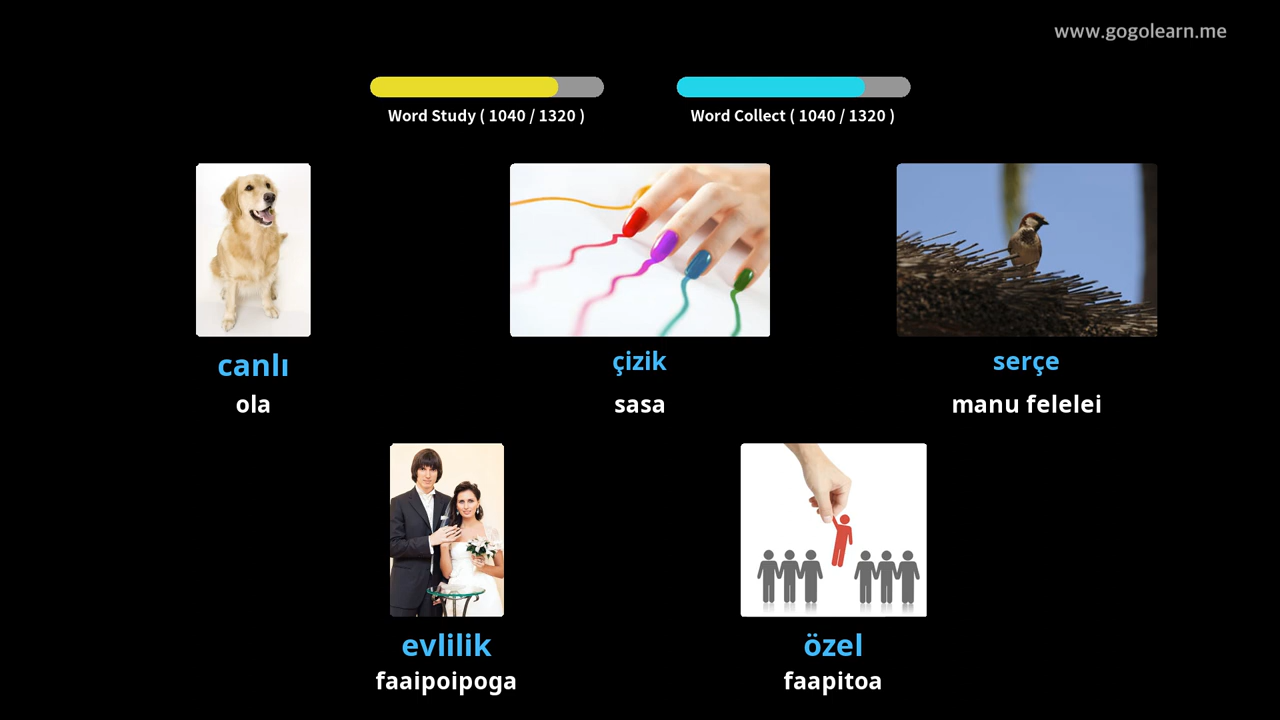 www.gogolearn.me
Word Study ( 1040 / 1320 )
Word Collect ( 1040 / 1320 )
canlı
ola
çizik
sasa
serçe
manu felelei
evlilik
faaipoipoga
özel
faapitoa